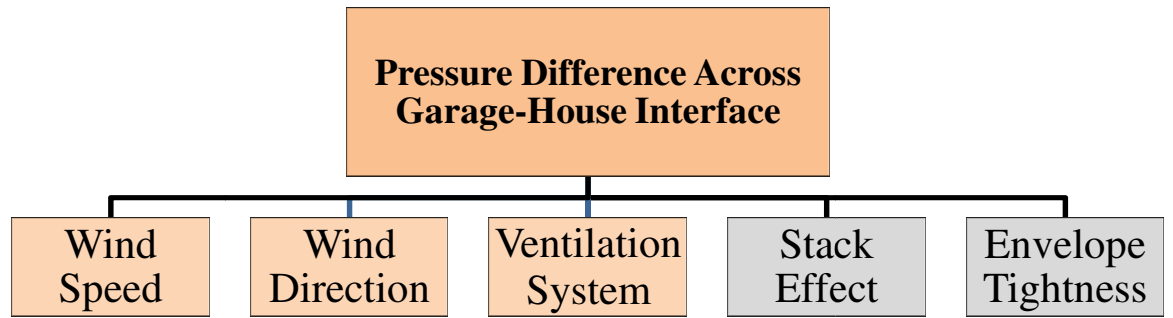 Pressure Difference Across
Garage-House Interface
Wind
Speed
Wind
Direction
Ventilation
System
Stack
Effect
Envelope
Tightness